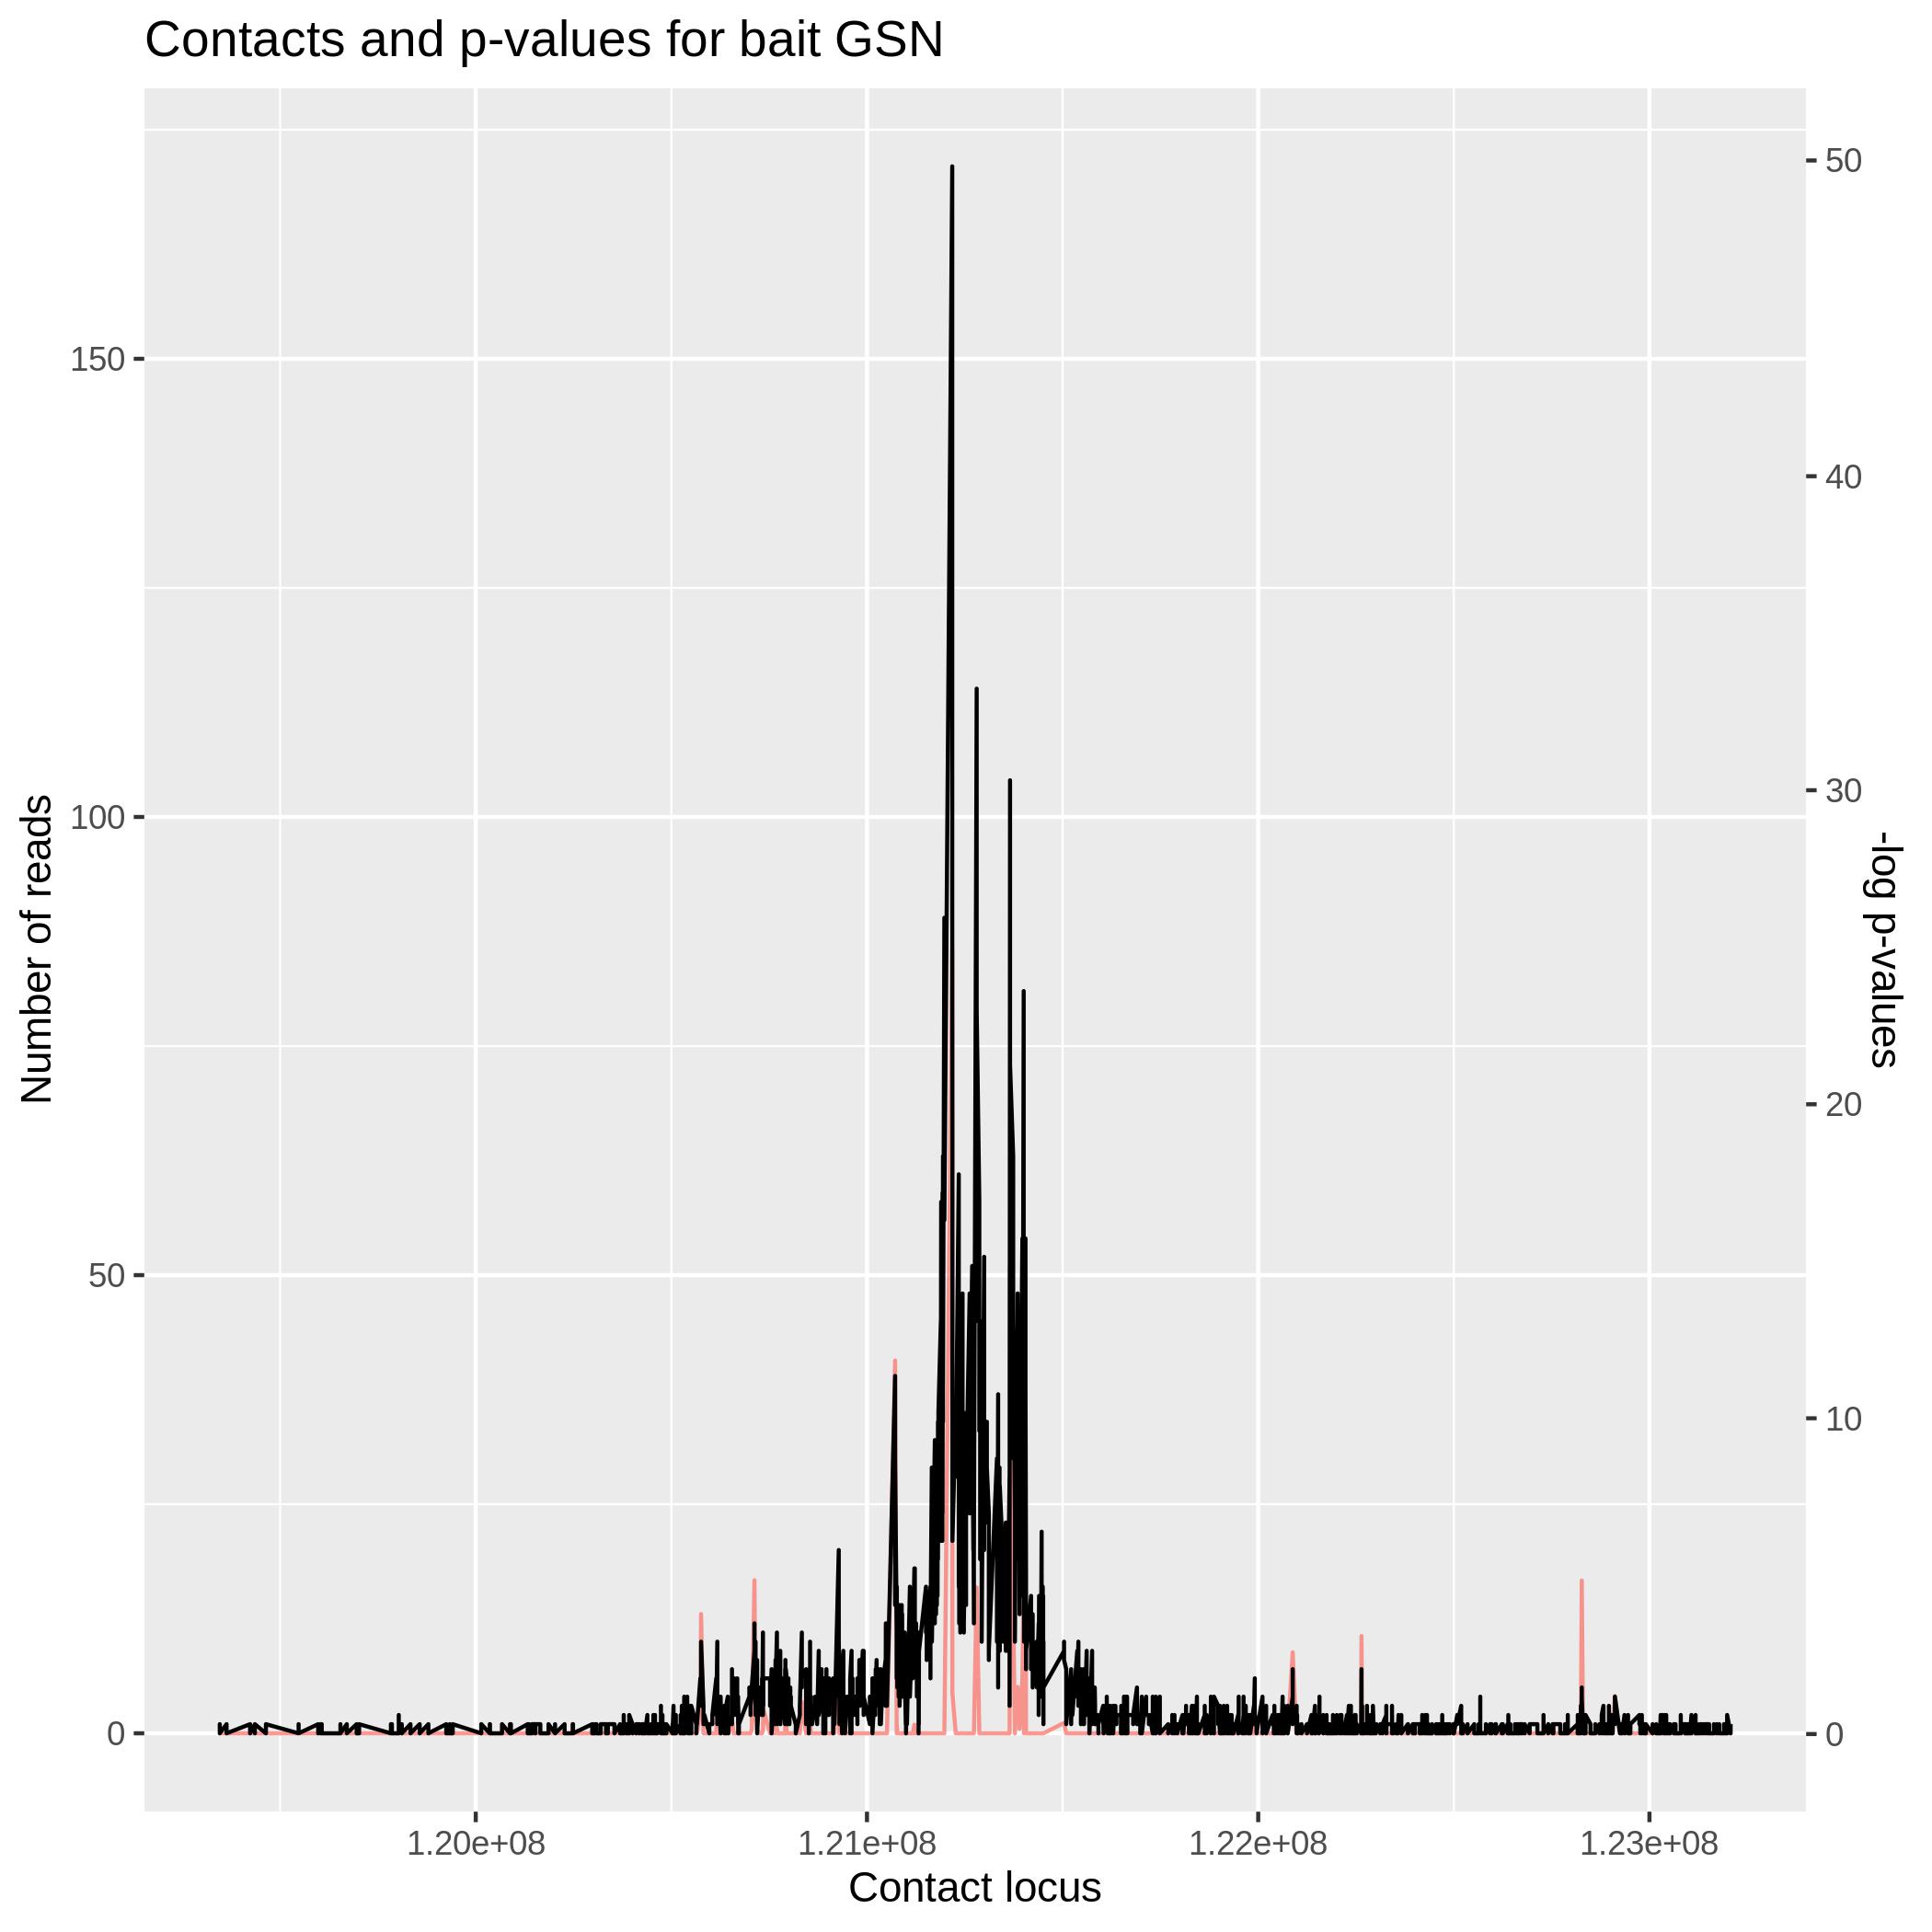 Contacts and p-values for bait GSN
Number of reads
150
100
50
0
50
40
30
20
10
0
-log p-values
1.20e+08
1.21e+08
1.22e+08
1.23e+08
Contact locus